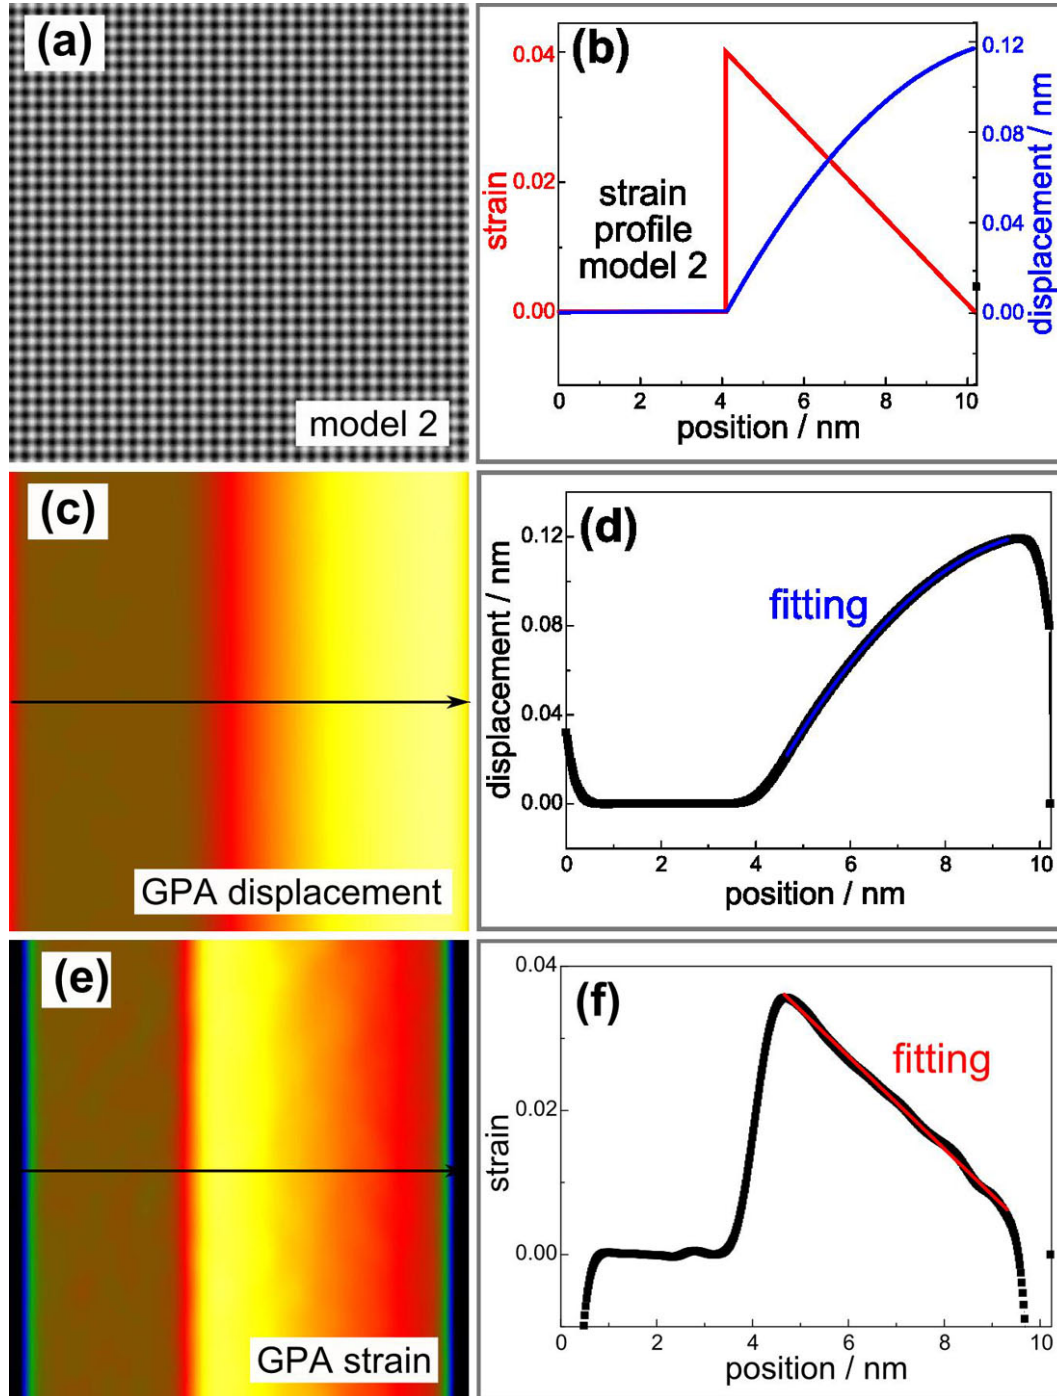 (a)
model 2
(b)
0.04
0.02
0.00
strain
strain
profile
model 2
0.12
0.08
0.04
0.00
displacement / nm
0 2 4 6 8 10
position / nm
(c)
GPA displacement
(d)
0.12
0.08
0.04
0.00
displacement / nm
fitting
0 2 4 6 8 10
position / nm
(e)
GPA strain
(f)
0.04
0.02
0.00
strain
fitting
0 2 4 6 8 10
position / nm